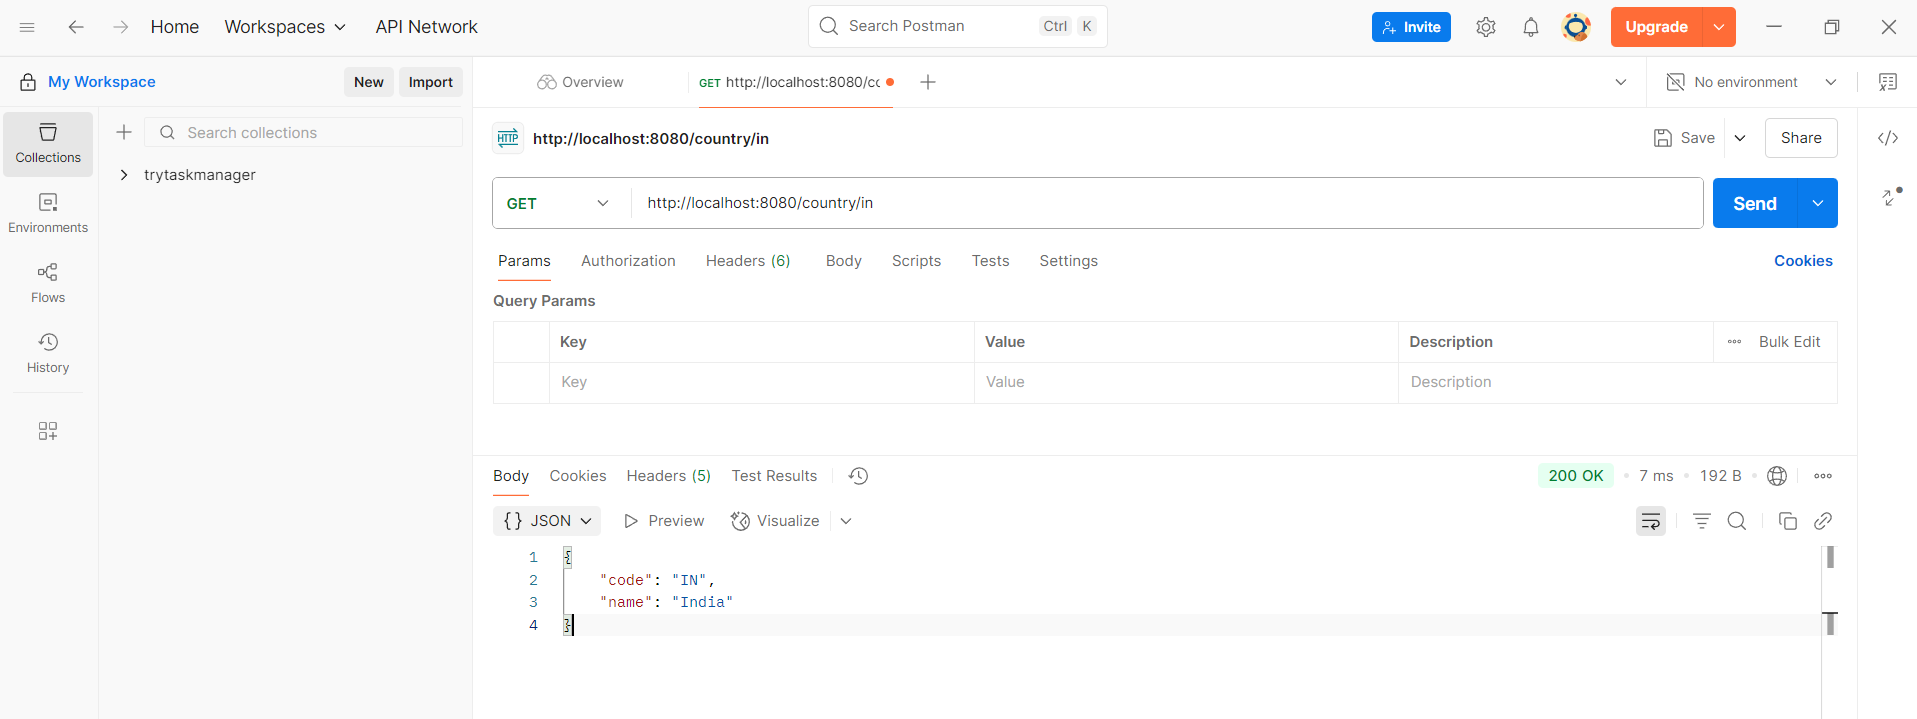 Home Workspaces API Network Search Postman Ctrl K Invite Upgrade
My Workspace New Import Overview GET http://localhost:8080/cc No environment
Collections
Search collections
trytaskmanager
Environments
Flows
History
HTTP http://localhost:8080/country/in Save Share
GET http://localhost:8080/country/in Send
Params Authorization Headers (6) Body Scripts Tests Settings Cookies
Query Params
Key Value Description Bulk Edit
Key Value Description
Body Cookies Headers (5) Test Results 200 OK 7 ms 192 B
{} JSON Preview Visualize
1 {
2 "code": "IN",
3 "name": "India"
4 }